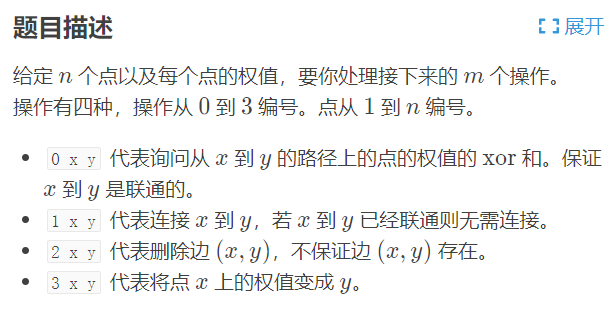 题目描述
展开
给定 n 个点以及每个点的权值，要你处理接下来的 m 个操作。
操作有四种，操作从 0 到 3 编号。点从 1 到 n 编号。
• 0 x y 代表询问从 x 到 y 的路径上的点的权值的 xor 和。保证
x 到 y 是联通的。
• 1 x y 代表连接 x 到 y，若 x 到 y 已经联通则无需连接。
• 2 x y 代表删除边 (x, y)，不保证边 (x, y) 存在。
• 3 x y 代表将点 x 上的权值变成 y。